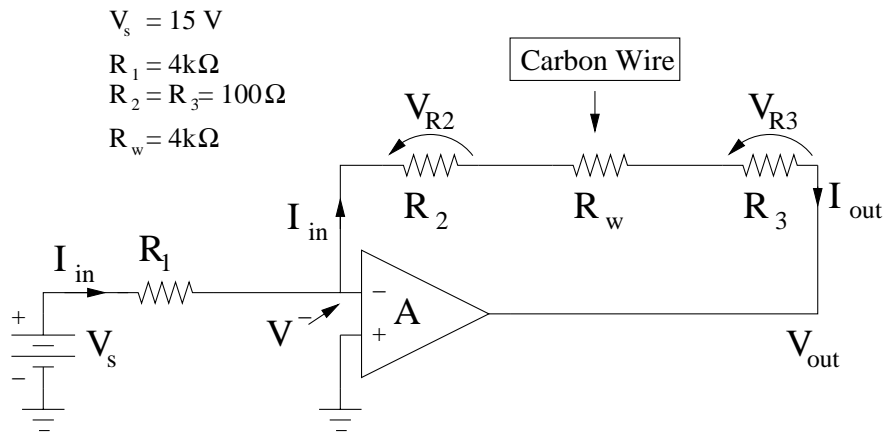 V_s = 15 V
R_1 = 4kΩ
R_2 = R_3 = 100Ω
R_w = 4kΩ
Carbon Wire
V_R2
V_R3
R_2
R_w
R_3
I_out
I_in
I_in
R_1
V^-
−
+
A
+
−
V_s
V_out